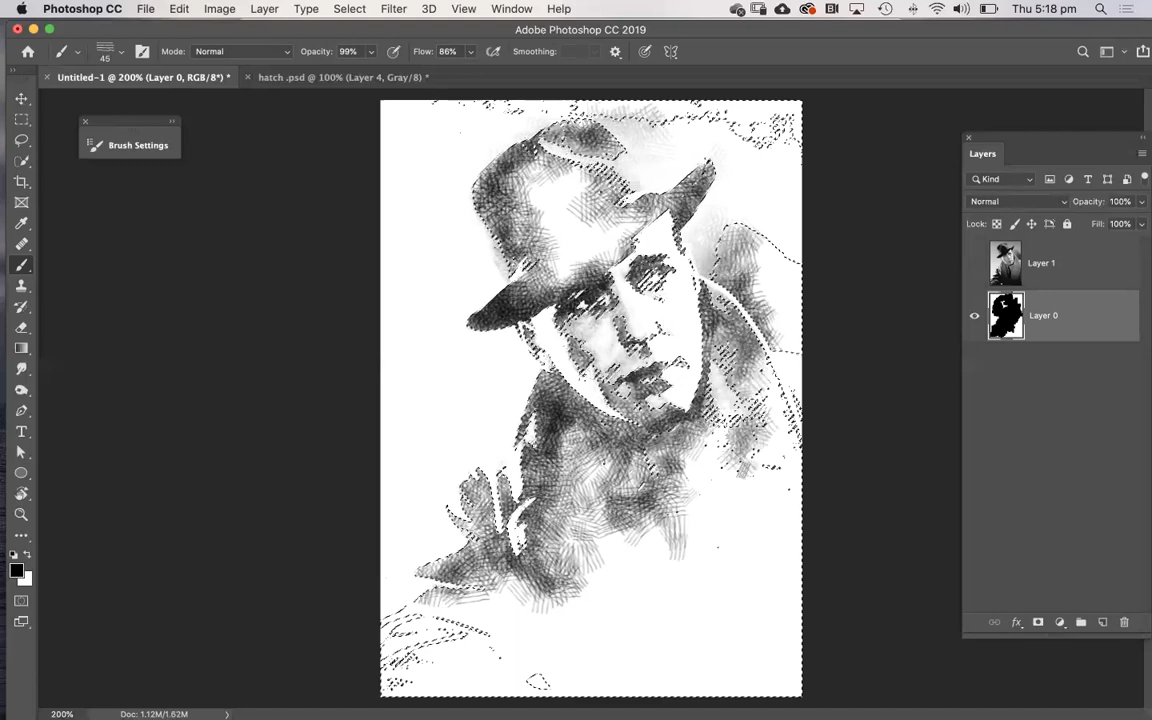 Photoshop CC File Edit Image Layer Type Select Filter 3D View Window Help Thu 5:18 pm
Adobe Photoshop CC 2019
45 Mode: Normal Opacity: 99% Flow: 86% Smoothing:
Untitled-1 @ 200% (Layer 0, RGB/8*) * hatch .psd @ 100% (Layer 4, Gray/8) *
Brush Settings
Layers
Kind
Normal Opacity: 100%
Lock: Fill: 100%
Layer 1
Layer 0
fx
200% Doc: 1.12M/1.62M